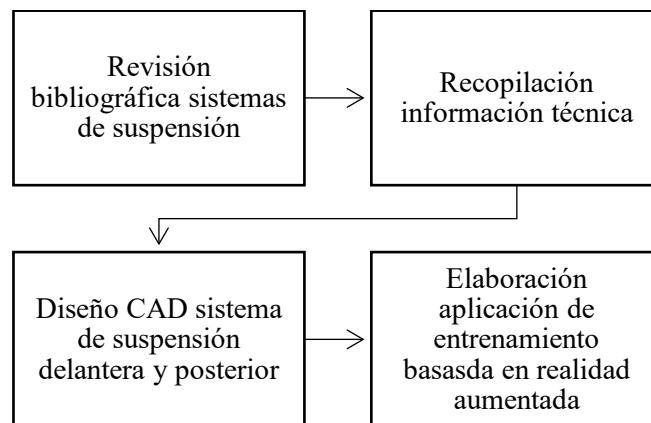 Revisión
bibliográfica sistemas
de suspensión
Recopilación
información técnica
Diseño CAD sistema
de suspensión
delantera y posterior
Elaboración
aplicación de
entrenamiento
basasda en realidad
aumentada